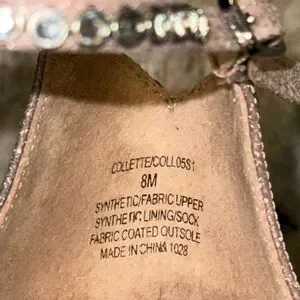 COLLETTE/COLL05S1
8M
SYNTHETIC/FABRIC UPPER
SYNTHETIC LINING/SOCK
FABRIC COATED OUTSOLE
MADE IN CHINA 1028